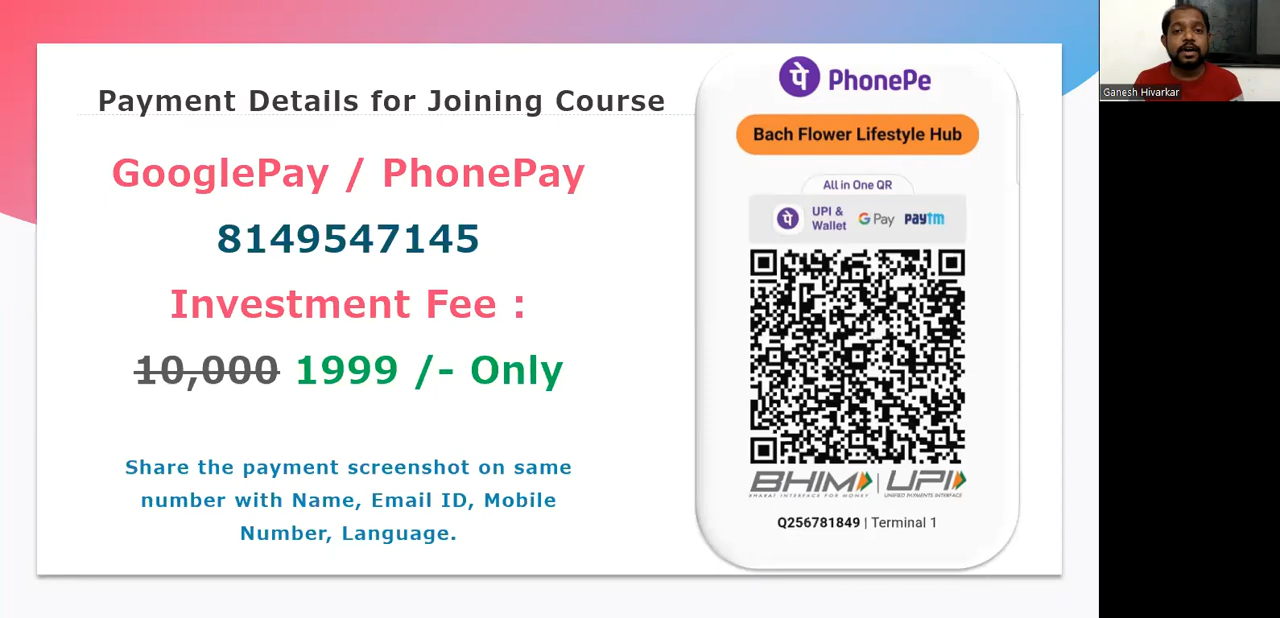 Payment Details for Joining Course
GooglePay / PhonePay
8149547145
Investment Fee :
10,000 1999 /- Only
Share the payment screenshot on same
number with Name, Email ID, Mobile
Number, Language.
पे PhonePe
Bach Flower Lifestyle Hub
All in One QR
पे UPI &
Wallet
G Pay
paytm
BHIM
BHARAT INTERFACE FOR MONEY
UPI
UNIFIED PAYMENTS INTERFACE
Q256781849 | Terminal 1
Ganesh Hivarkar